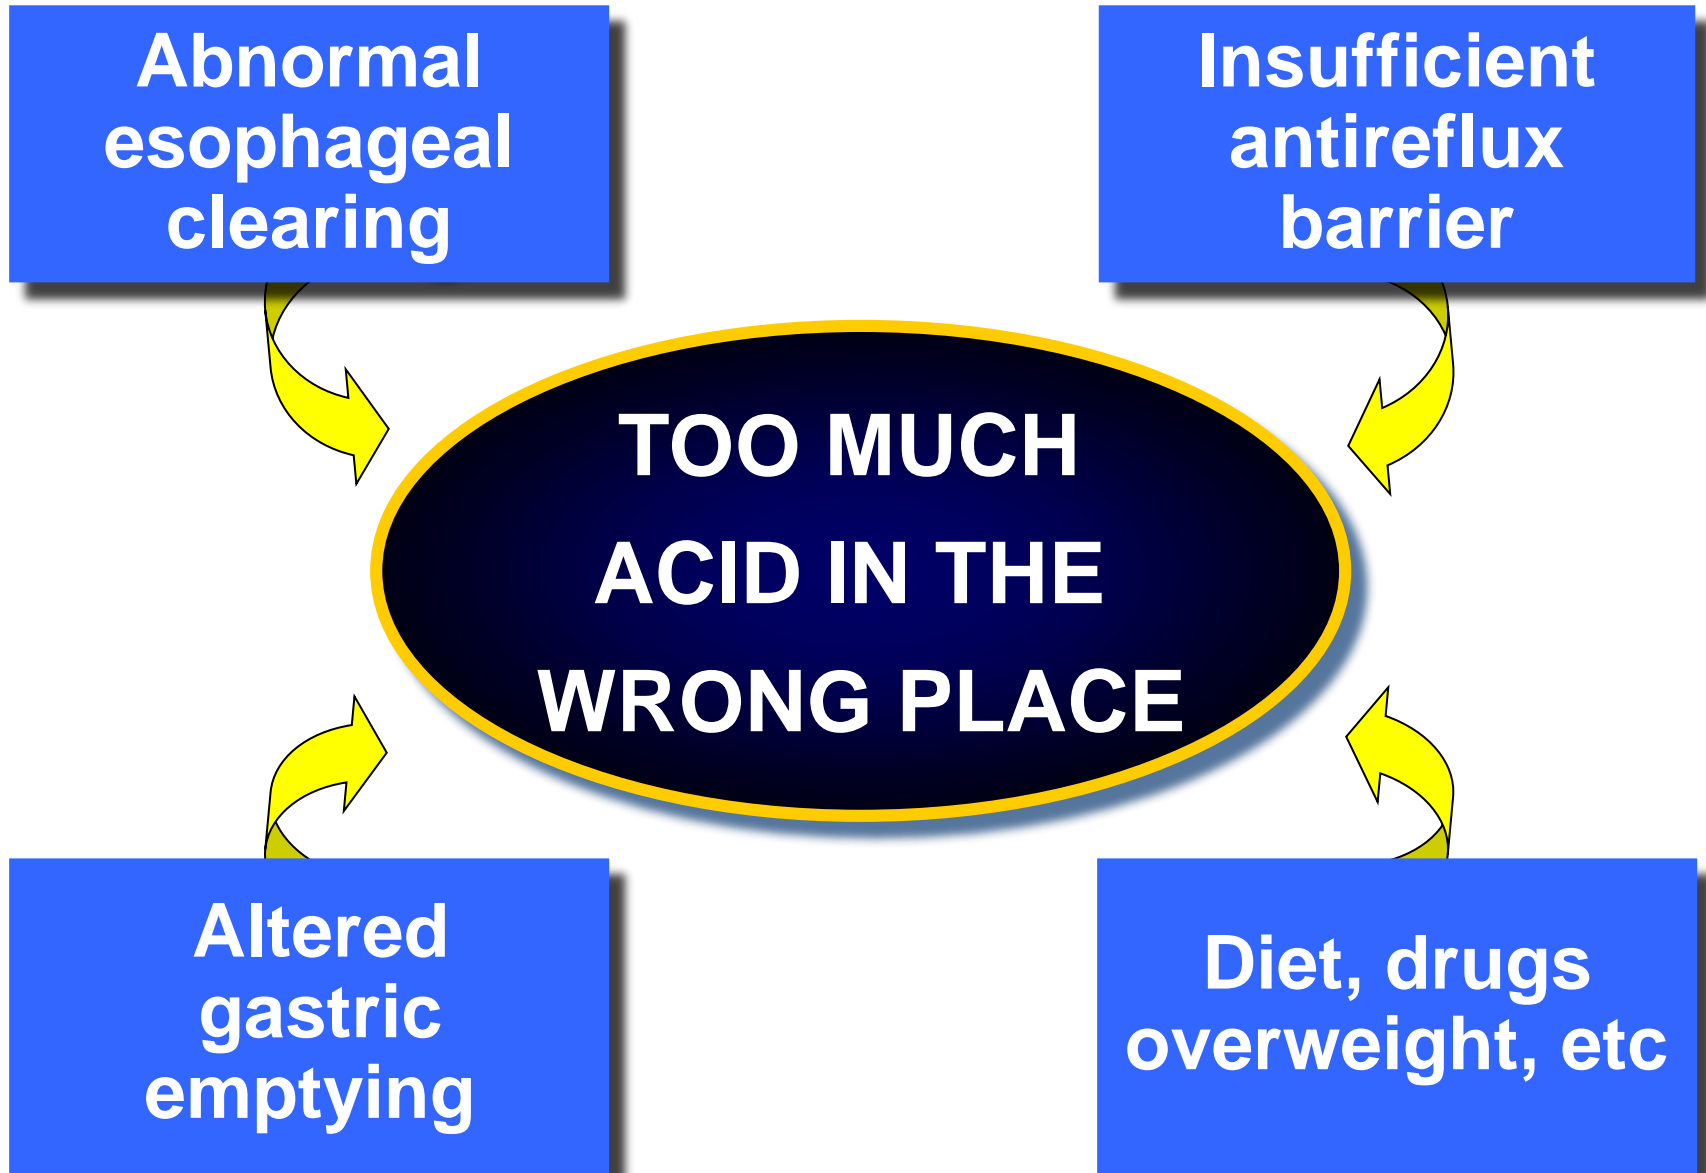 Abnormal
esophageal
clearing
Insufficient
antireflux
barrier
TOO MUCH
ACID IN THE
WRONG PLACE
Altered
gastric
emptying
Diet, drugs
overweight, etc